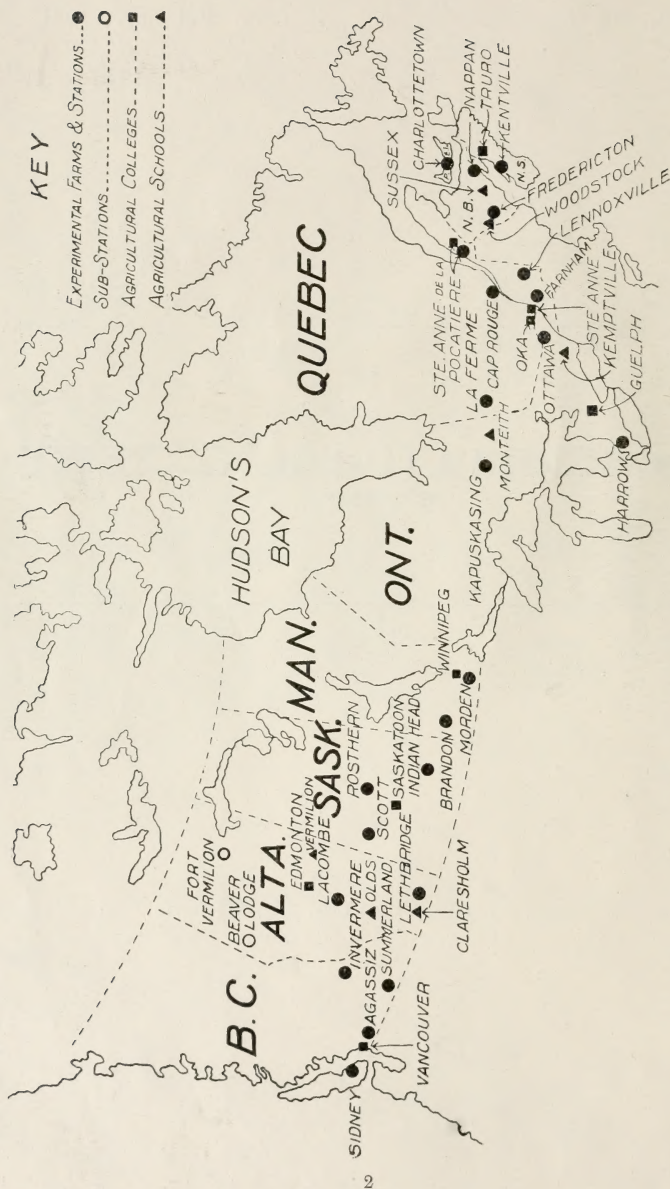 KEY
EXPERIMENTAL FARMS & STATIONS...
SUB-STATIONS
AGRICULTURAL COLLEGES
AGRICULTURAL SCHOOLS
HUDSON'S
BAY
QUEBEC
ONT.
MAN.
SASK.
ALTA.
B.C.
FORT
VERMILION
BEAVER
LODGE
EDMONTON
VERMILION
LACOMBE
INVERMERE
OLDS
AGASSIZ
SUMMERLAND
LETHBRIDGE
CLARESHOLM
VANCOUVER
SIDNEY
ROSTHERN
SCOTT
SASKATOON
INDIAN HEAD
BRANDON
MORDEN
WINNIPEG
KAPUSKASING
MONTEITH
LA FERME
CAP ROUGE
STE. ANNE DE LA
POCATIERE
OKA
OTTAWA
FARNHAM
STE ANNE
KEMPTVILLE
GUELPH
HARROW
SUSSEX
CHARLOTTETOWN
N.B.
NAPPAN
TRURO
KENTVILLE
N.S.
FREDERICTON
WOODSTOCK
LENNOXVILLE
2